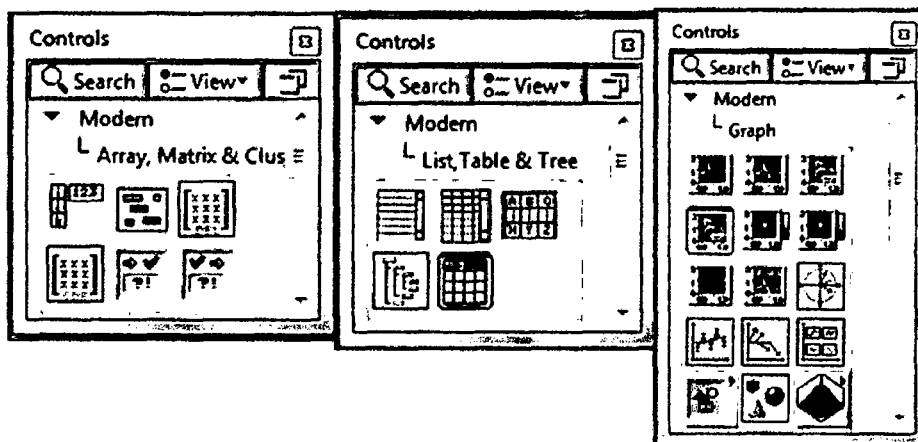 Controls
Search View
Modern
Array, Matrix & Clus
Controls
Search View
Modern
List, Table & Tree
Controls
Search View
Modern
Graph